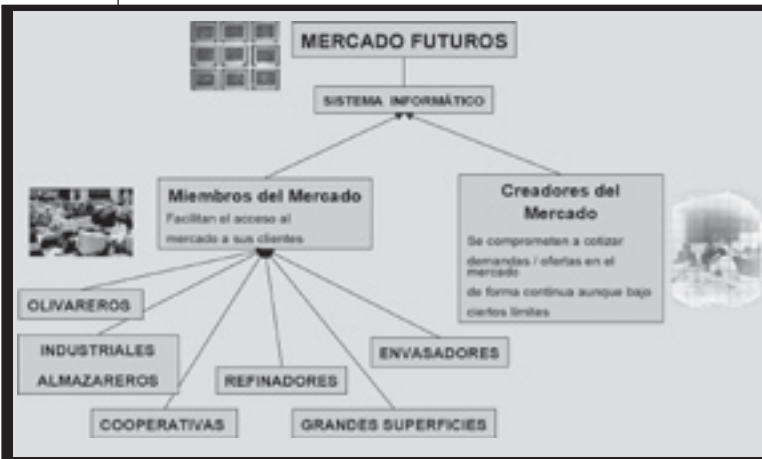 MERCADO FUTUROS
SISTEMA INFORMÁTICO
Miembros del Mercado
Facilitan el acceso al
mercado a sus clientes
Creadores del
Mercado
Se comprometen a cotizar
demandas / ofertas en el
mercado
de forma continua aunque bajo
ciertos límites
OLIVAREROS
INDUSTRIALES
ALMAZAREROS
COOPERATIVAS
REFINADORES
GRANDES SUPERFICIES
ENVASADORES